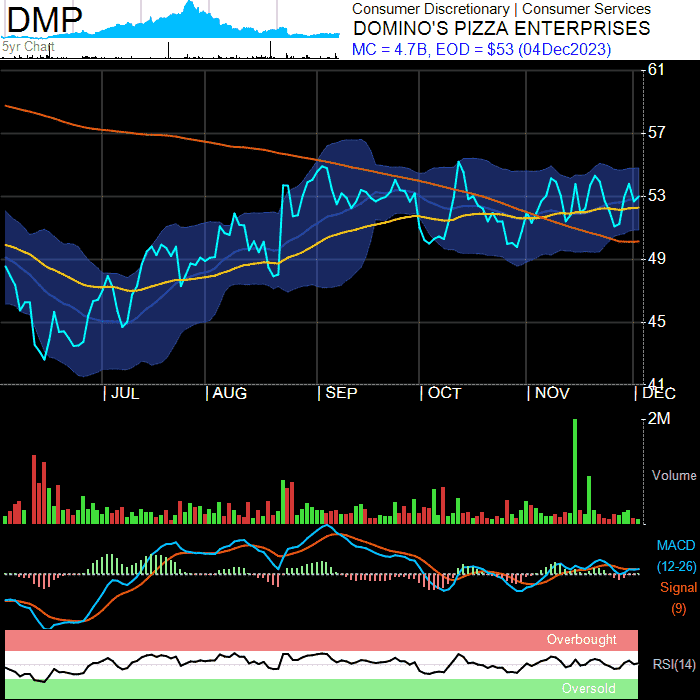 DMP
5yr Chart
Consumer Discretionary | Consumer Services
DOMINO'S PIZZA ENTERPRISES
MC = 4.7B, EOD = $53 (04Dec2023)
61
57
53
49
45
41
JUL
AUG
SEP
OCT
NOV
DEC
2M
Volume
MACD
(12-26)
Signal
(9)
Overbought
RSI(14)
Oversold